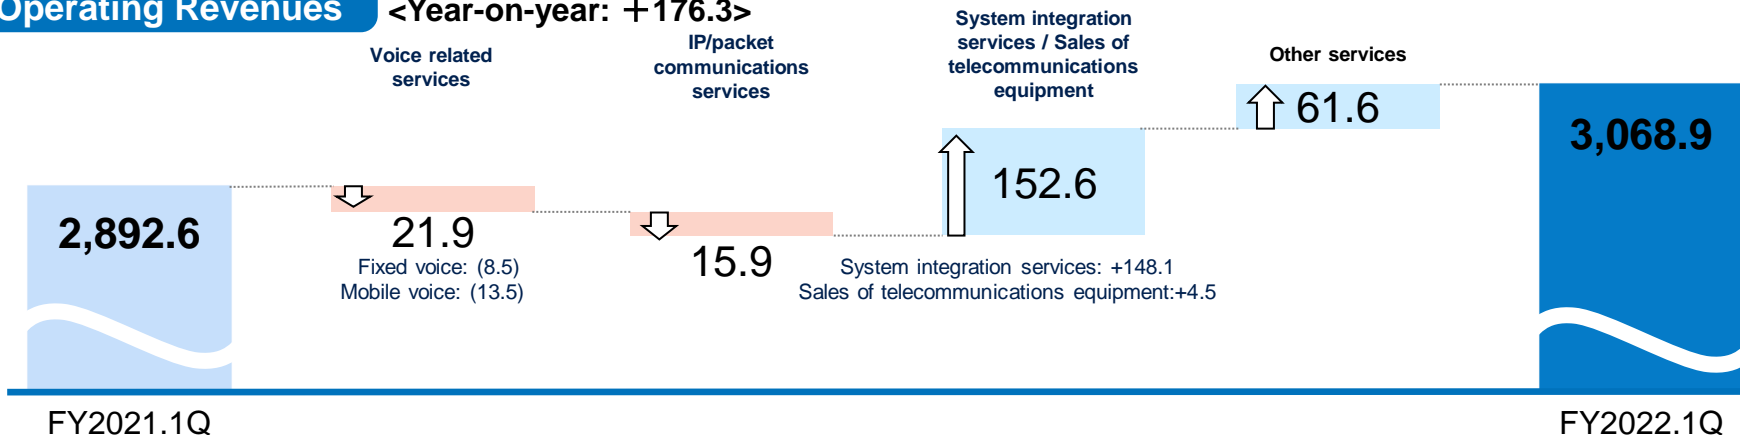 Operating Revenues
<Year-on-year: +176.3>
Voice related
services
IP/packet
communications
services
System integration
services / Sales of
telecommunications
equipment
Other services
2,892.6
21.9
Fixed voice: (8.5)
Mobile voice: (13.5)
15.9
152.6
System integration services: +148.1
Sales of telecommunications equipment:+4.5
61.6
3,068.9
FY2021.1Q
FY2022.1Q